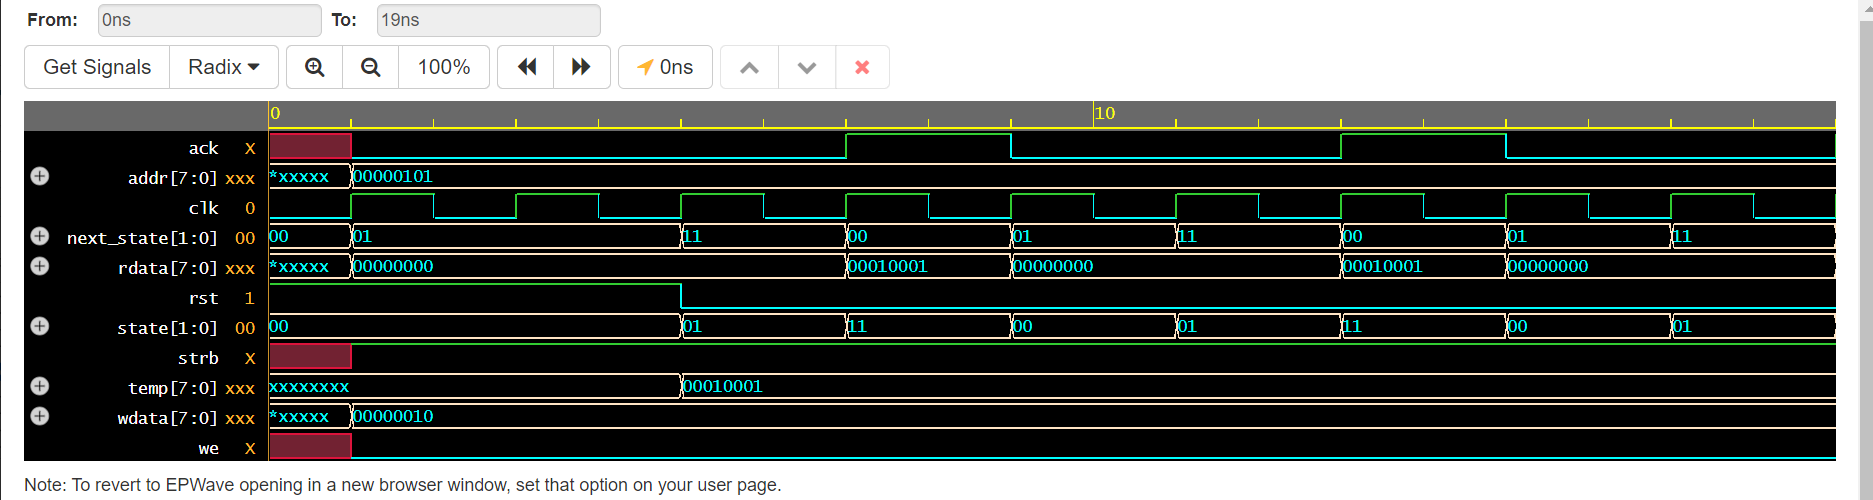 From: 0ns To: 19ns
Get Signals Radix 100% 0ns
0 10
ack x
addr[7:0] xxx *xxxxx 00000101
clk 0
next_state[1:0] 00 00 01 11 00 01 11 00 01 11
rdata[7:0] xxx *xxxxx 00000000 00010001 00000000 00010001 00000000
rst 1
state[1:0] 00 00 01 11 00 01 11 00 01
strb x
temp[7:0] xxx xxxxxxxx 00010001
wdata[7:0] xxx *xxxxx 00000010
we x
Note: To revert to EPWave opening in a new browser window, set that option on your user page.